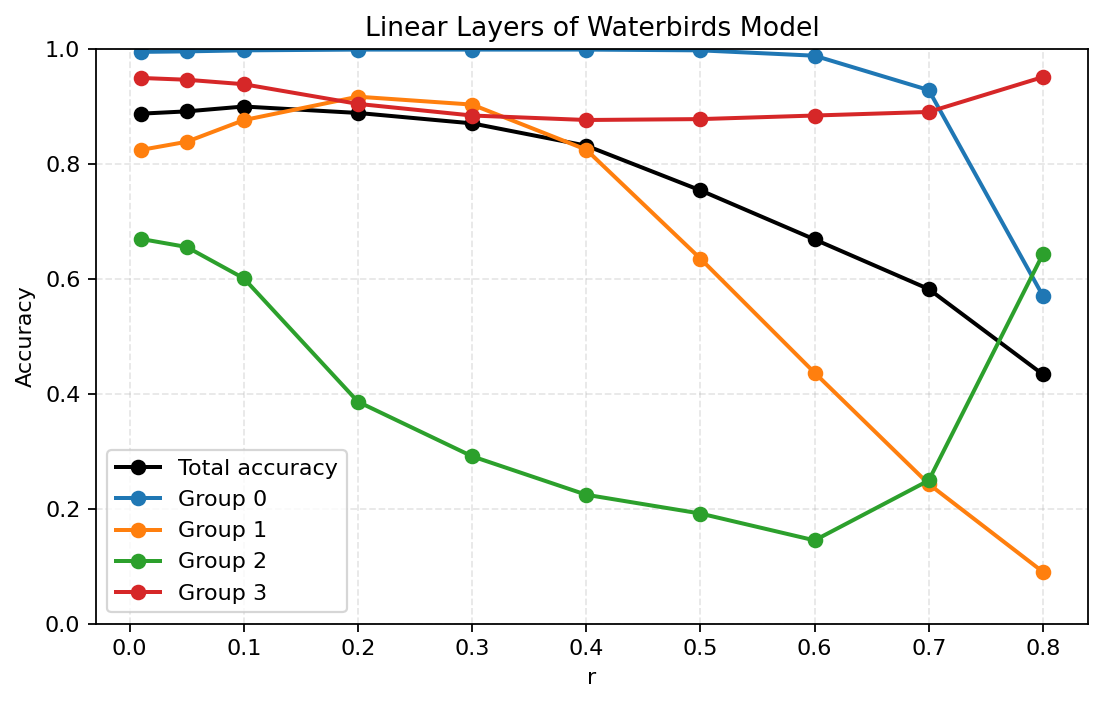 Linear Layers of Waterbirds Model
1.0
0.8
0.6
0.4
0.2
0.0
Accuracy
Total accuracy
Group 0
Group 1
Group 2
Group 3
0.0 0.1 0.2 0.3 0.4 0.5 0.6 0.7 0.8
r